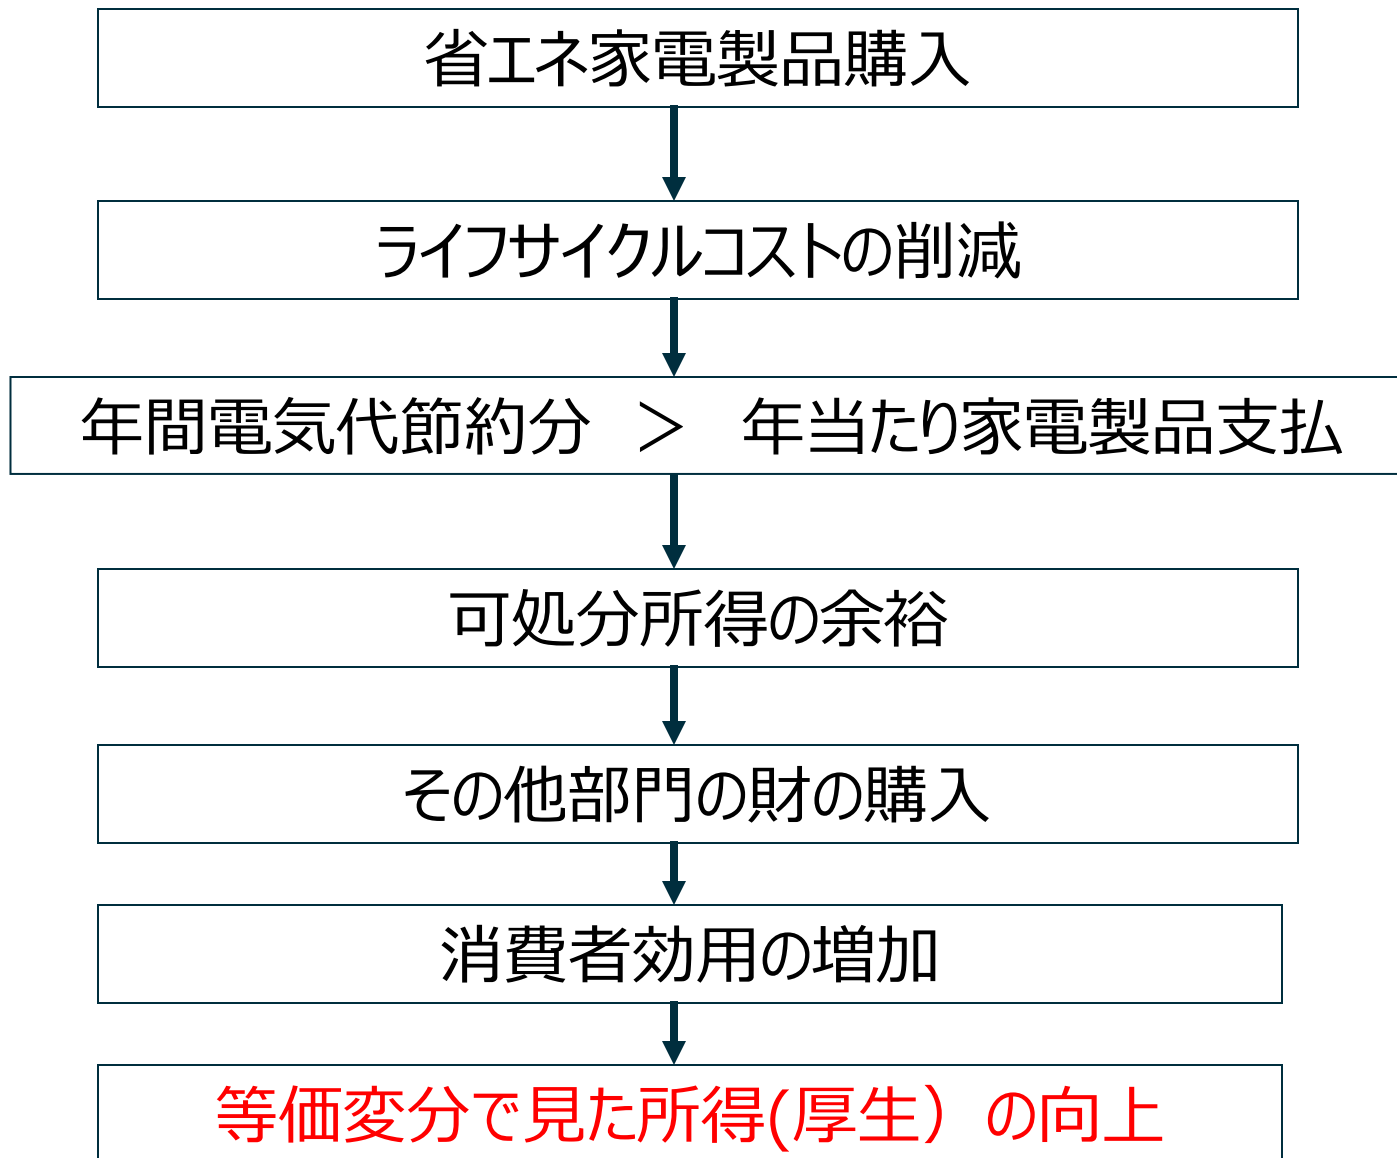 省エネ家電製品購入
ライフサイクルコストの削減
年間電気代節約分　＞　年当たり家電製品支払
可処分所得の余裕
その他部門の財の購入
消費者効用の増加
等価変分で見た所得(厚生）の向上